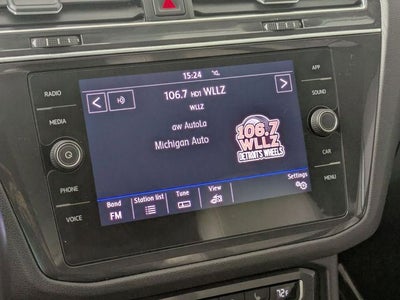 RADIO
MEDIA
PHONE
VOICE
APP
SOUND
CAR
MENU
15:24
106.7 HD1 WLLZ
WLLZ
aw AutoLa
Michigan Auto
106.7
WLLZ
DETROIT'S WHEELS
Settings
Band
FM
Station list
Tune
View
72°F